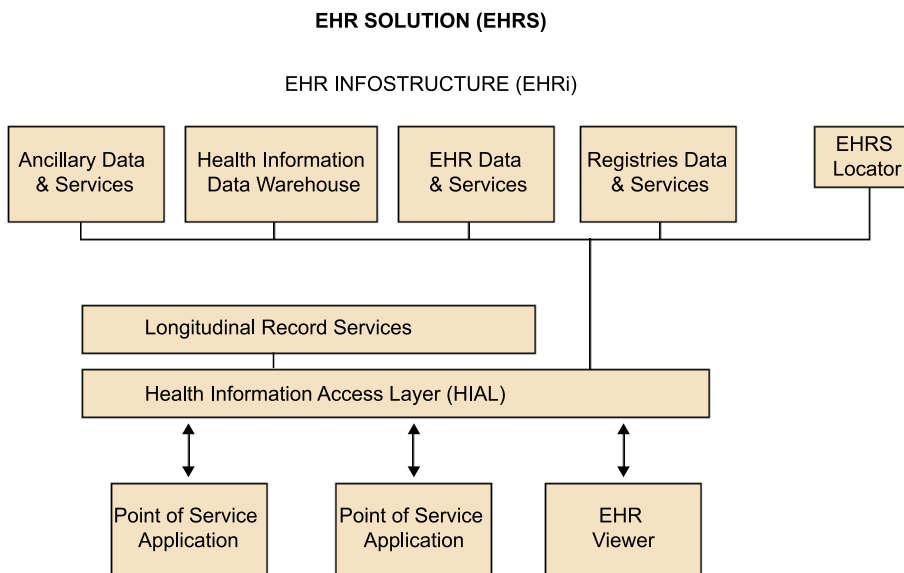 EHR SOLUTION (EHRS)
EHR INFOSTRUCTURE (EHRi)
Ancillary Data
& Services
Health Information
Data Warehouse
EHR Data
& Services
Registries Data
& Services
EHRS
Locator
Longitudinal Record Services
Health Information Access Layer (HIAL)
Point of Service
Application
Point of Service
Application
EHR
Viewer